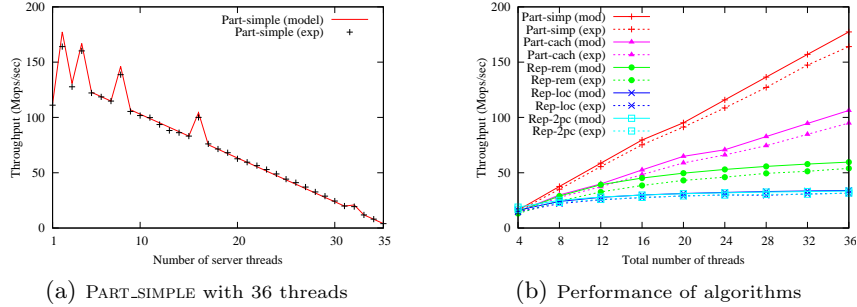 Part-simple (model)
Part-simple (exp)
Throughput (Mops/sec)
200
150
100
50
0
1 10 20 30 35
Number of server threads
(a) PART_SIMPLE with 36 threads
Part-simp (mod)
Part-simp (exp)
Part-cach (mod)
Part-cach (exp)
Rep-rem (mod)
Rep-rem (exp)
Rep-loc (mod)
Rep-loc (exp)
Rep-2pc (mod)
Rep-2pc (exp)
Throughput (Mops/sec)
200
150
100
50
0
4 8 12 16 20 24 28 32 36
Total number of threads
(b) Performance of algorithms